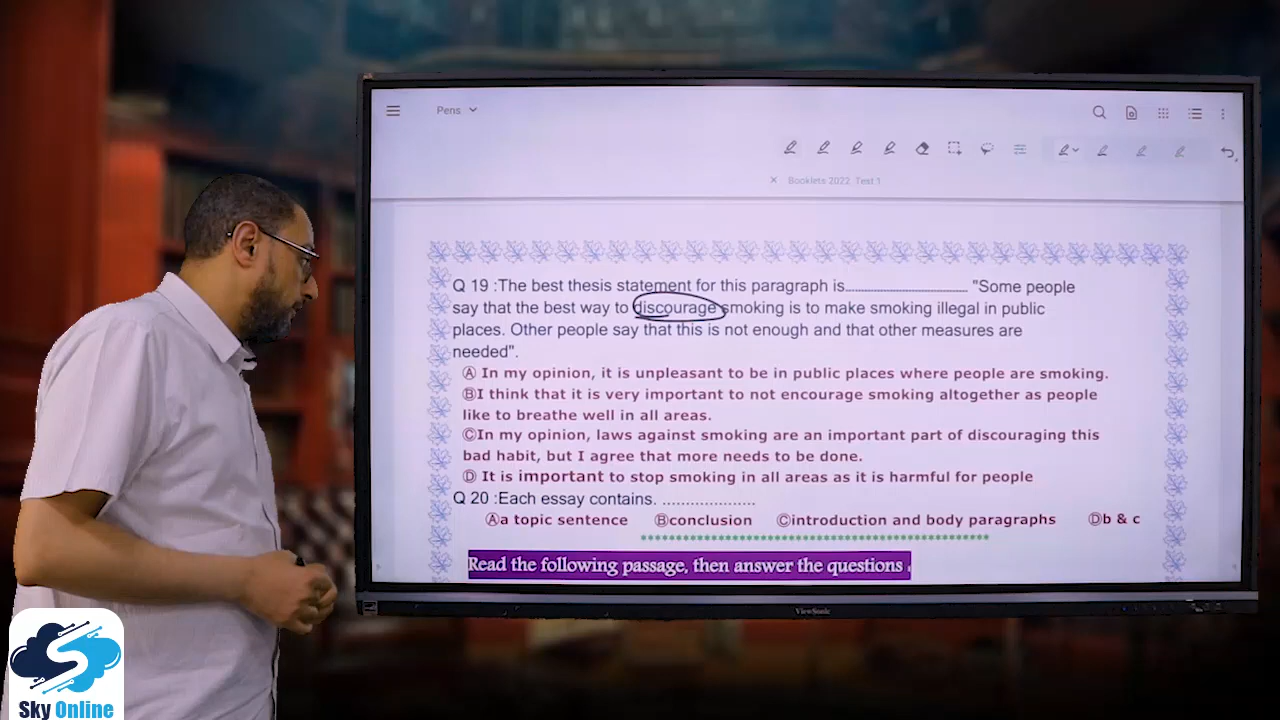 Pens
Booklets 2022 Test 1
Q 19 :The best thesis statement for this paragraph is............................................ "Some people
say that the best way to discourage smoking is to make smoking illegal in public
places. Other people say that this is not enough and that other measures are
needed".
Ⓐ In my opinion, it is unpleasant to be in public places where people are smoking.
ⒷI think that it is very important to not encourage smoking altogether as people
like to breathe well in all areas.
ⒸIn my opinion, laws against smoking are an important part of discouraging this
bad habit, but I agree that more needs to be done.
Ⓓ It is important to stop smoking in all areas as it is harmful for people
Q 20 :Each essay contains. .....................
Ⓐa topic sentence Ⓑconclusion Ⓒintroduction and body paragraphs Ⓓb & c
**************************************************
Read the following passage, then answer the questions :
ViewSonic
Sky Online